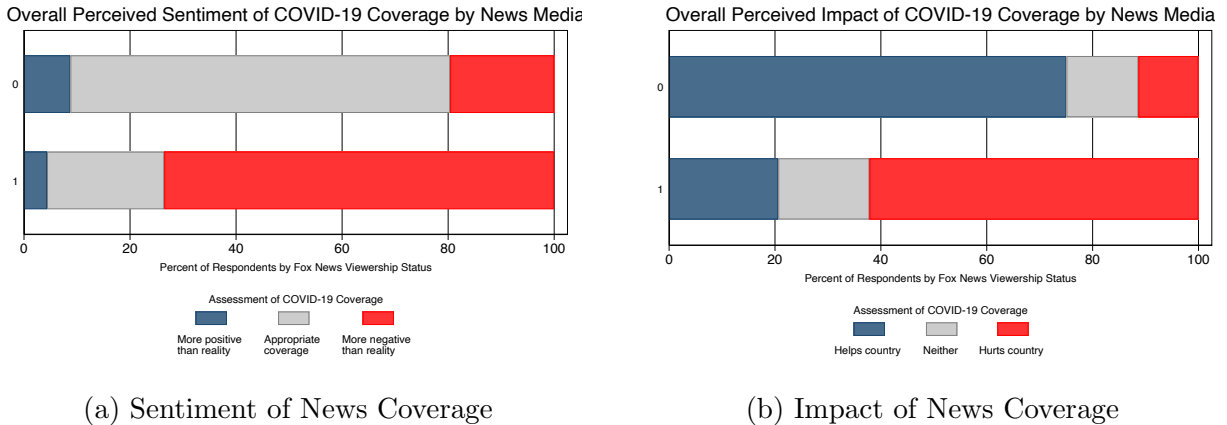 Overall Perceived Sentiment of COVID-19 Coverage by News Media
0
1
0 20 40 60 80 100
Percent of Respondents by Fox News Viewership Status
Assessment of COVID-19 Coverage
More positive than reality
Appropriate coverage
More negative than reality
(a) Sentiment of News Coverage
Overall Perceived Impact of COVID-19 Coverage by News Media
0
1
0 20 40 60 80 100
Percent of Respondents by Fox News Viewership Status
Assessment of COVID-19 Coverage
Helps country Neither Hurts country
(b) Impact of News Coverage